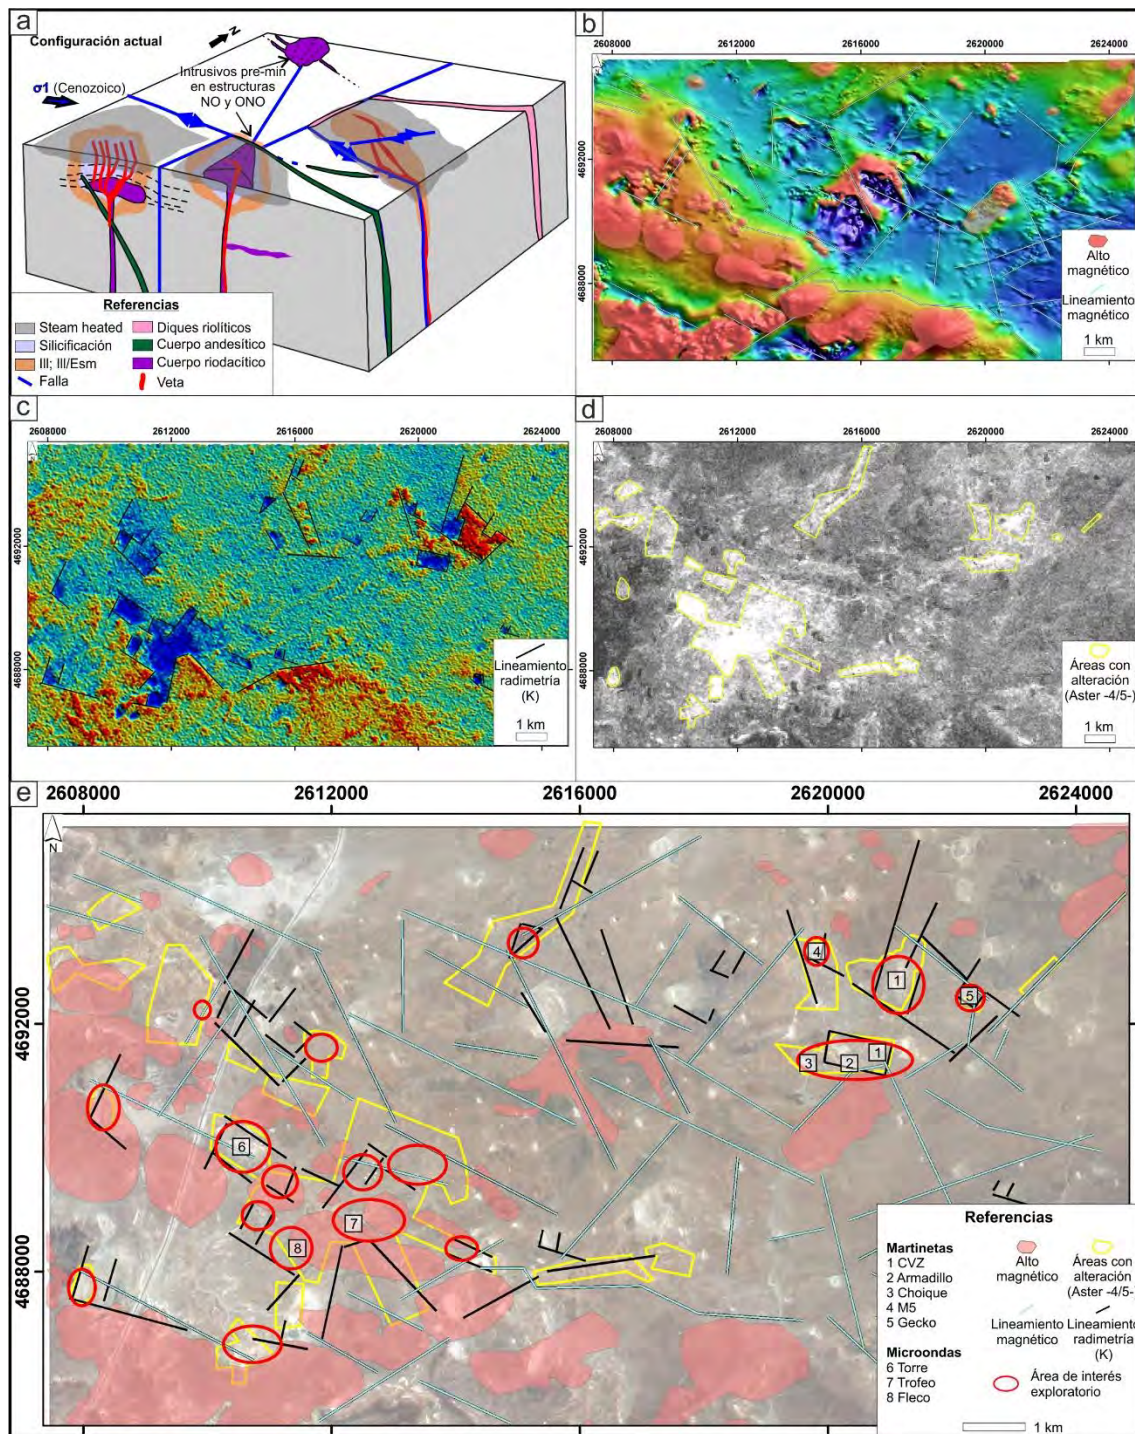 a
Configuración actual
N
Intrusivos pre-min
en estructuras
NO y ONO
σ1 (Cenozoico)
Referencias
Steam heated
Silicificación
Ill; Ill/Esm
Falla
Diques riolíticos
Cuerpo andesítico
Cuerpo riodacítico
Veta
b
2608000 2612000 2616000 2620000 2624000
4692000
4688000
Alto
magnético
Lineamiento
magnético
1 km
c
2608000 2612000 2616000 2620000 2624000
4692000
4688000
Lineamiento
radimetría
(K)
1 km
d
2608000 2612000 2616000 2620000 2624000
4692000
4688000
Áreas con
alteración
(Aster -4/5-)
1 km
e
2608000 2612000 2616000 2620000 2624000
N
4692000
4688000
4
1
5
3
2
1
6
7
8
Referencias
Martinetas
1 CVZ
2 Armadillo
3 Choique
4 M5
5 Gecko
Microondas
6 Torre
7 Trofeo
8 Fleco
Alto
magnético
Áreas con
alteración
(Aster -4/5-)
Lineamiento
magnético
Lineamiento
radimetría
(K)
Área de interés
exploratorio
1 km
2608000 2612000 2616000 2620000 2624000